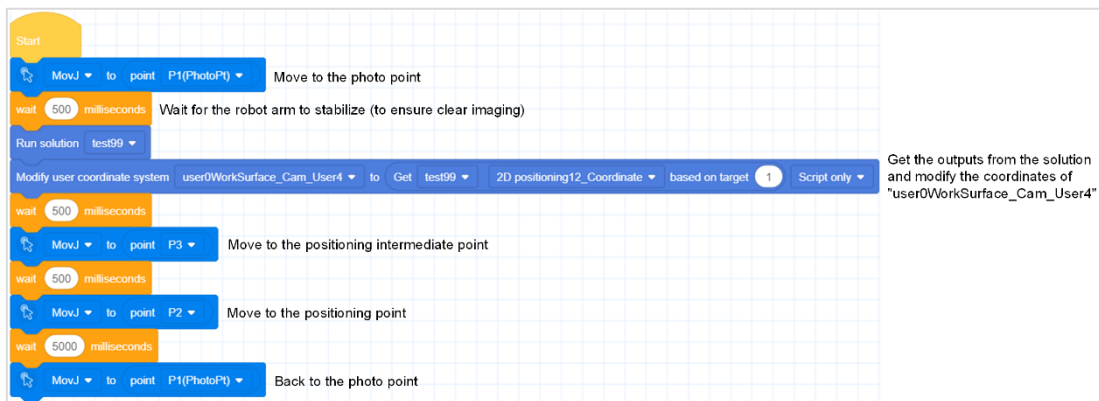 Start
MovJ to point P1(PhotoPt) Move to the photo point
wait 500 milliseconds Wait for the robot arm to stabilize (to ensure clear imaging)
Run solution test99
Modify user coordinate system user0WorkSurface_Cam_User4 to Get test99 2D positioning12_Coordinate based on target 1 Script only
Get the outputs from the solution
and modify the coordinates of
"user0WorkSurface_Cam_User4"
wait 500 milliseconds
MovJ to point P3 Move to the positioning intermediate point
wait 500 milliseconds
MovJ to point P2 Move to the positioning point
wait 5000 milliseconds
MovJ to point P1(PhotoPt) Back to the photo point